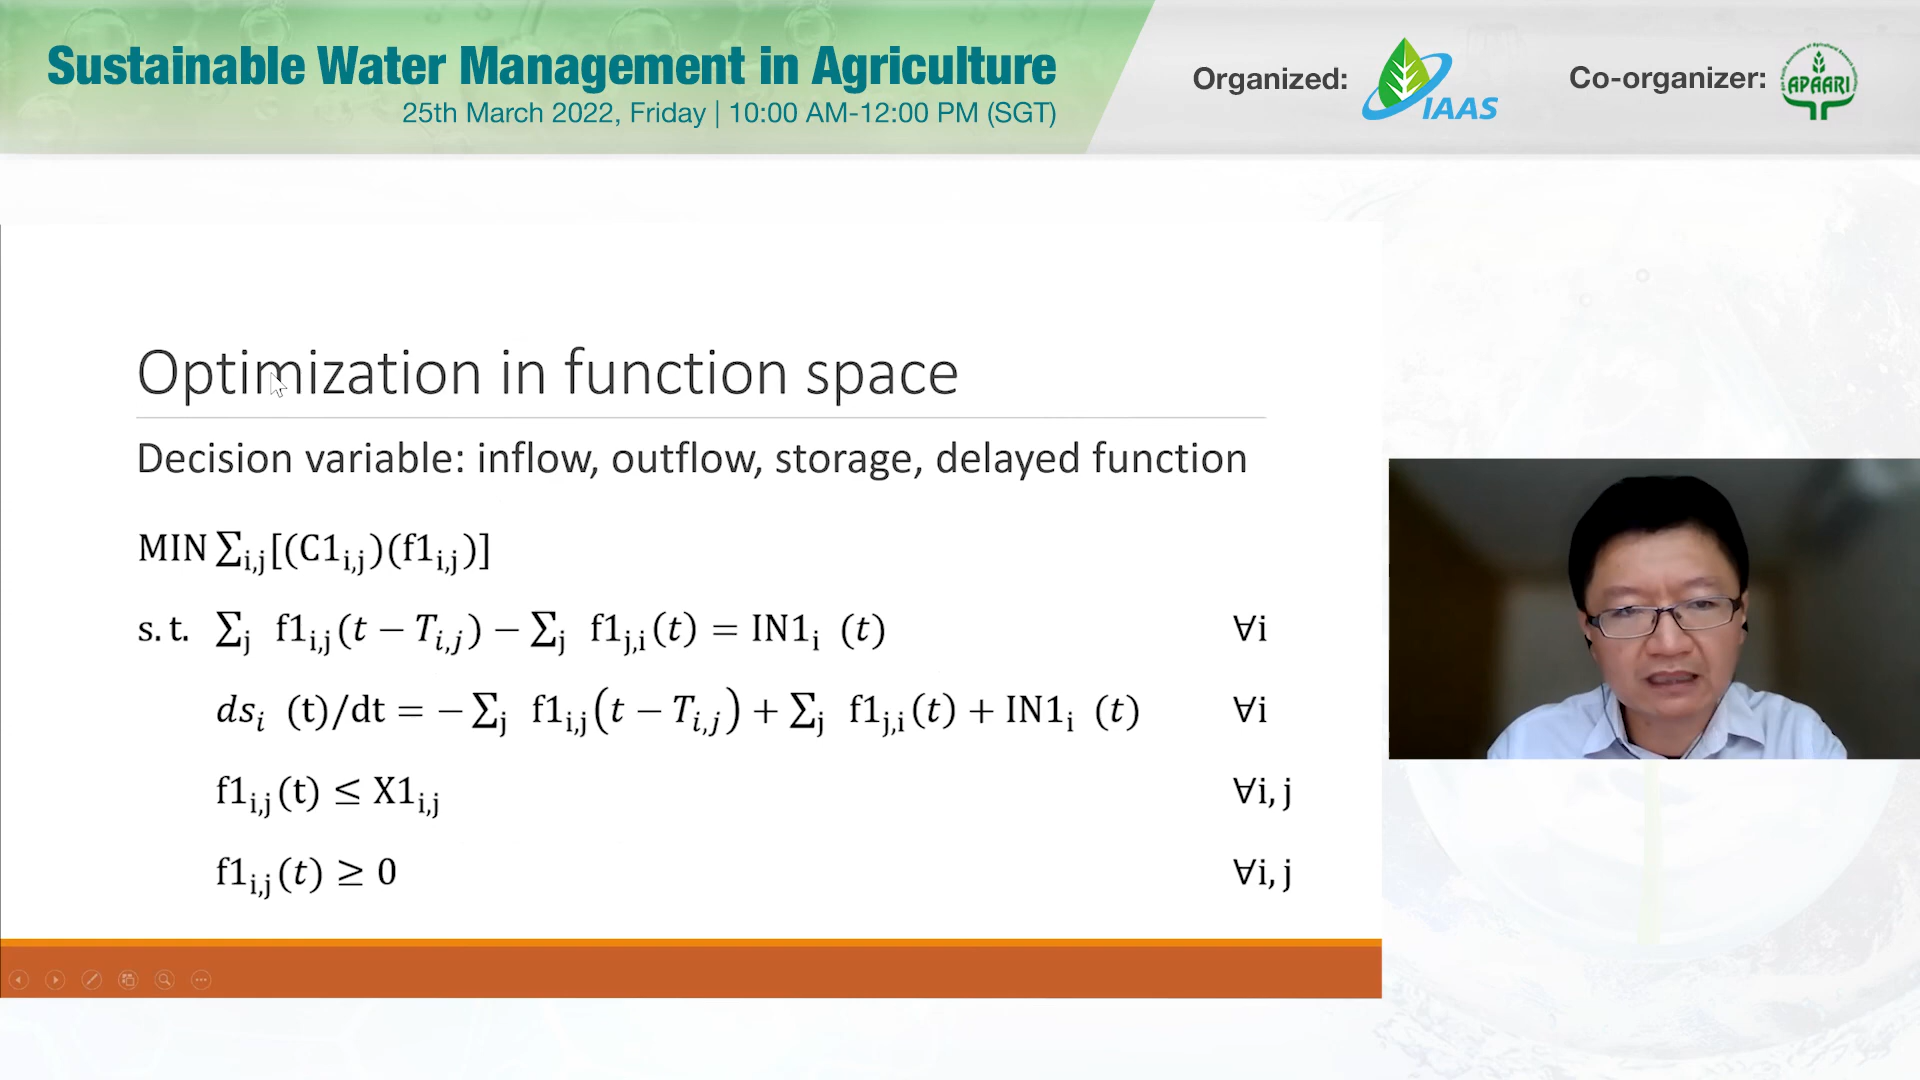 Sustainable Water Management in Agriculture
25th March 2022, Friday | 10:00 AM-12:00 PM (SGT)
Organized:
IAAS
Co-organizer:
APAARI
Optimization in function space
Decision variable: inflow, outflow, storage, delayed function
MIN ∑i,j[(C1i,j)(f1i,j)]
s. t. ∑j f1i,j(t − Ti,j) − ∑j f1j,i(t) = IN1i (t) ∀i
dsi (t)/dt = −∑j f1i,j(t − Ti,j) + ∑j f1j,i(t) + IN1i (t) ∀i
f1i,j(t) ≤ X1i,j ∀i, j
f1i,j(t) ≥ 0 ∀i, j